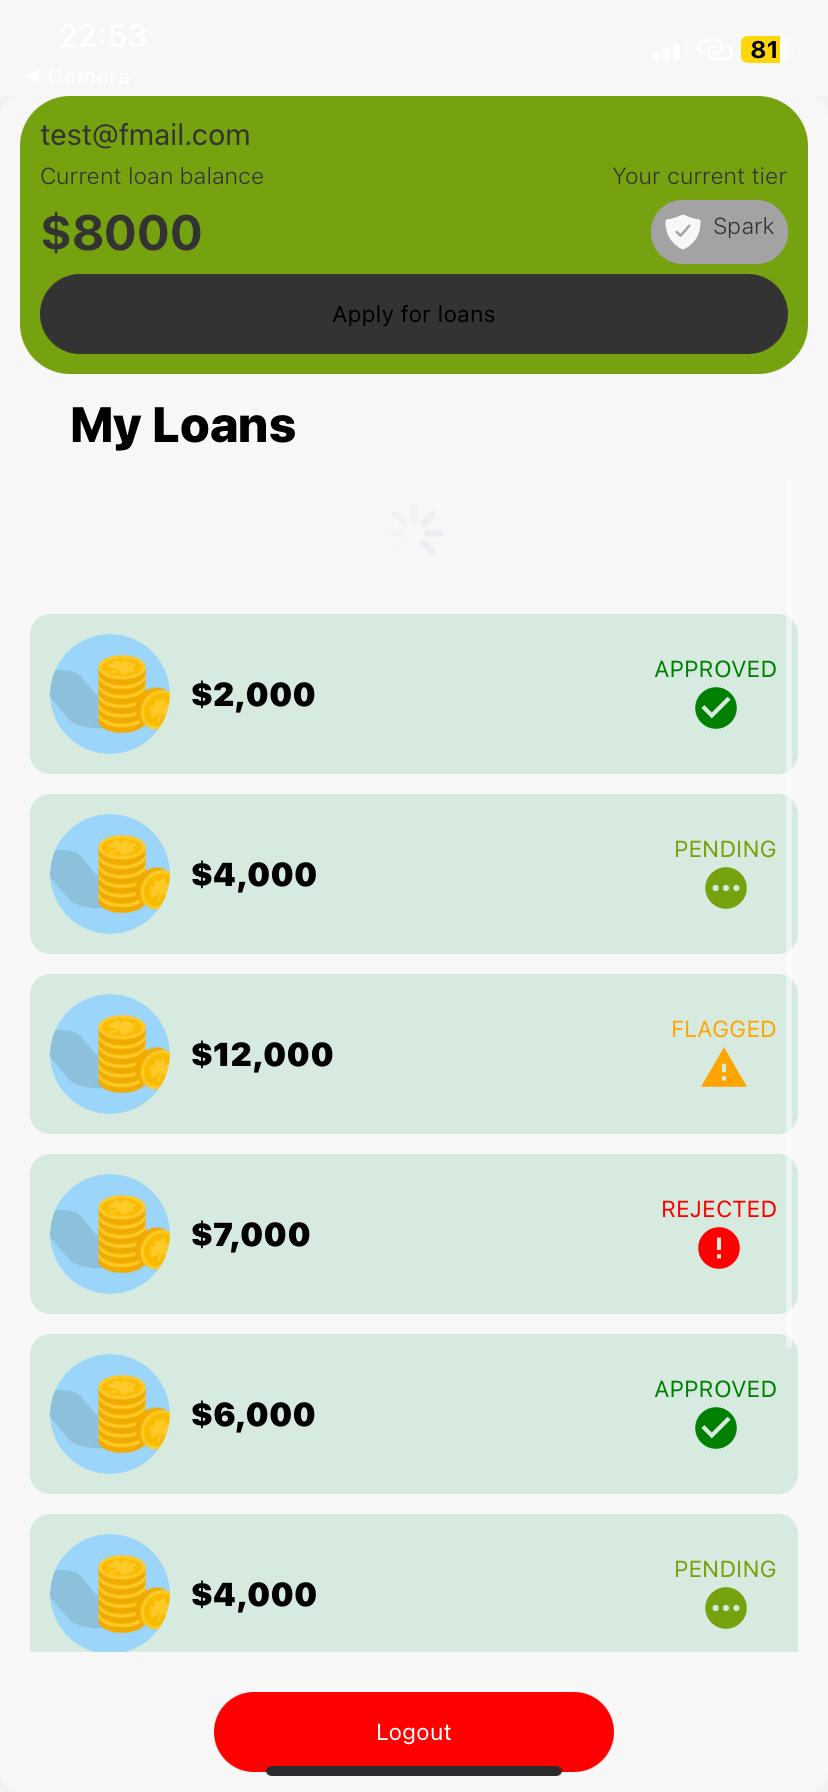 22:53
81
◀ Camera
test@fmail.com
Current loan balance
Your current tier
$8000
Spark
Apply for loans
My Loans
$2,000
APPROVED
$4,000
PENDING
$12,000
FLAGGED
$7,000
REJECTED
$6,000
APPROVED
$4,000
PENDING
Logout